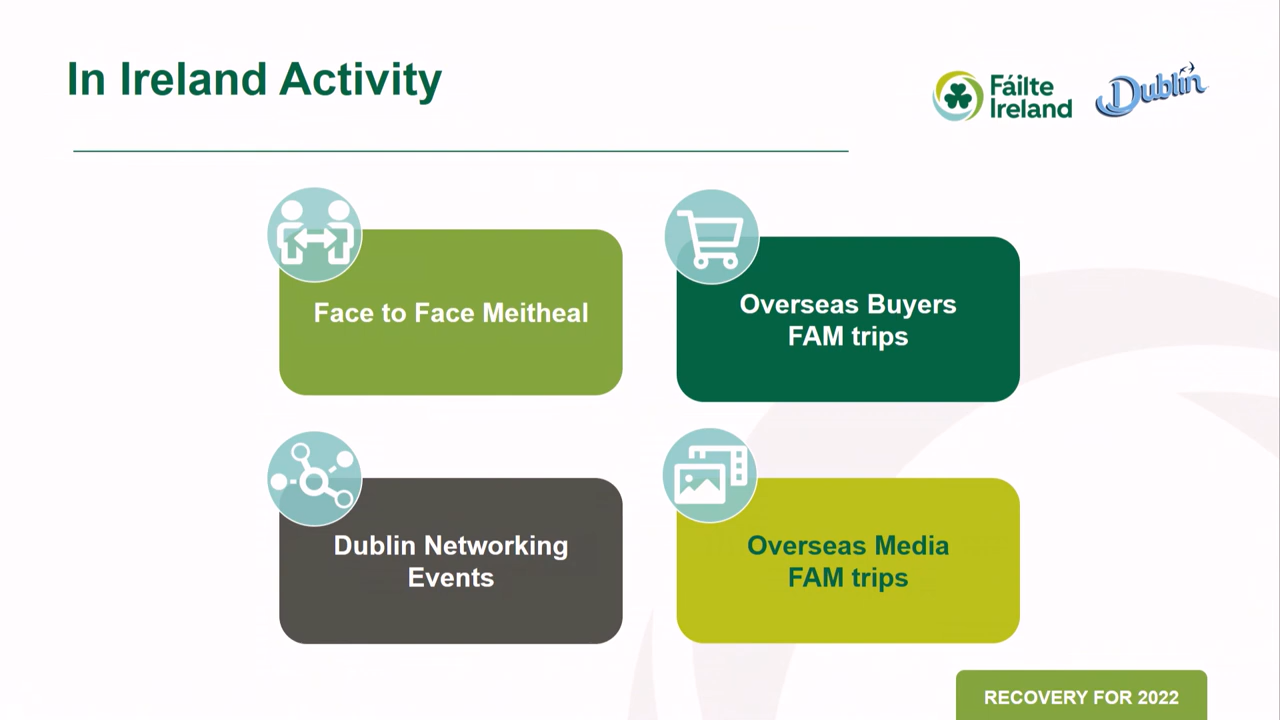 In Ireland Activity
Fáilte
Ireland
Dublin
Face to Face Meitheal
Overseas Buyers
FAM trips
Dublin Networking
Events
Overseas Media
FAM trips
RECOVERY FOR 2022